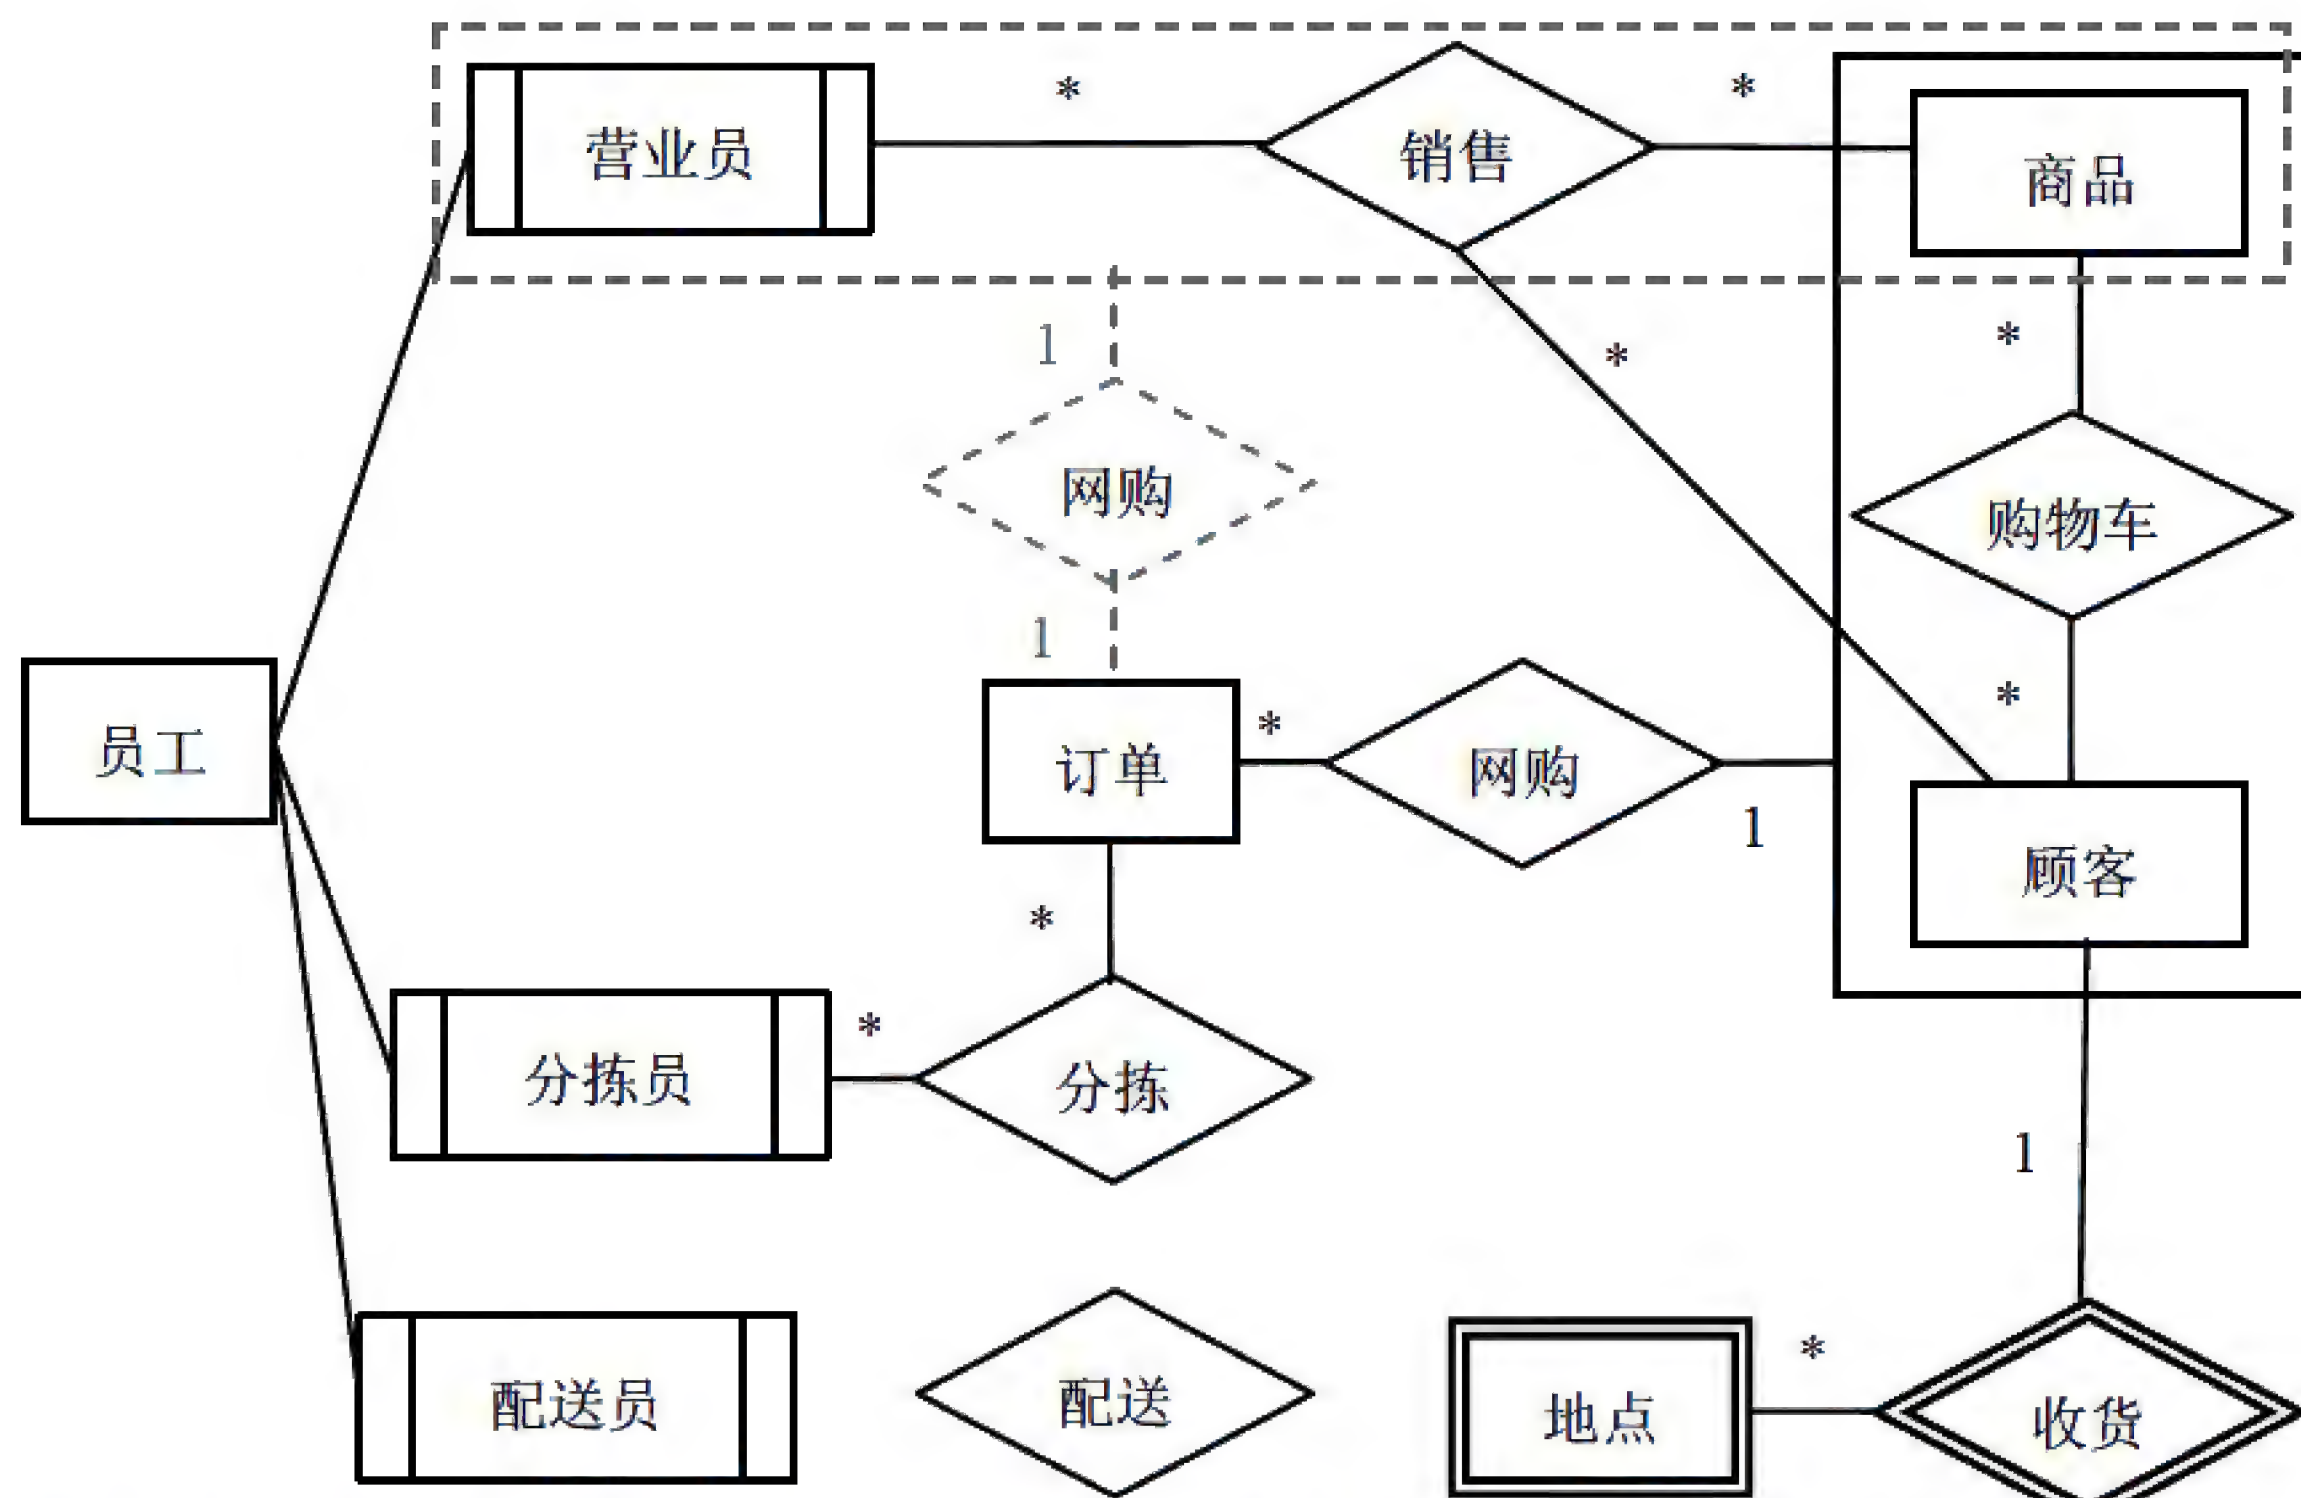 *
*
营业员
销售
商品
1
*
*
网购
购物车
1
*
员工
订单
*
网购
1
顾客
*
*
分拣员
分拣
1
配送员
配送
地点
*
收货